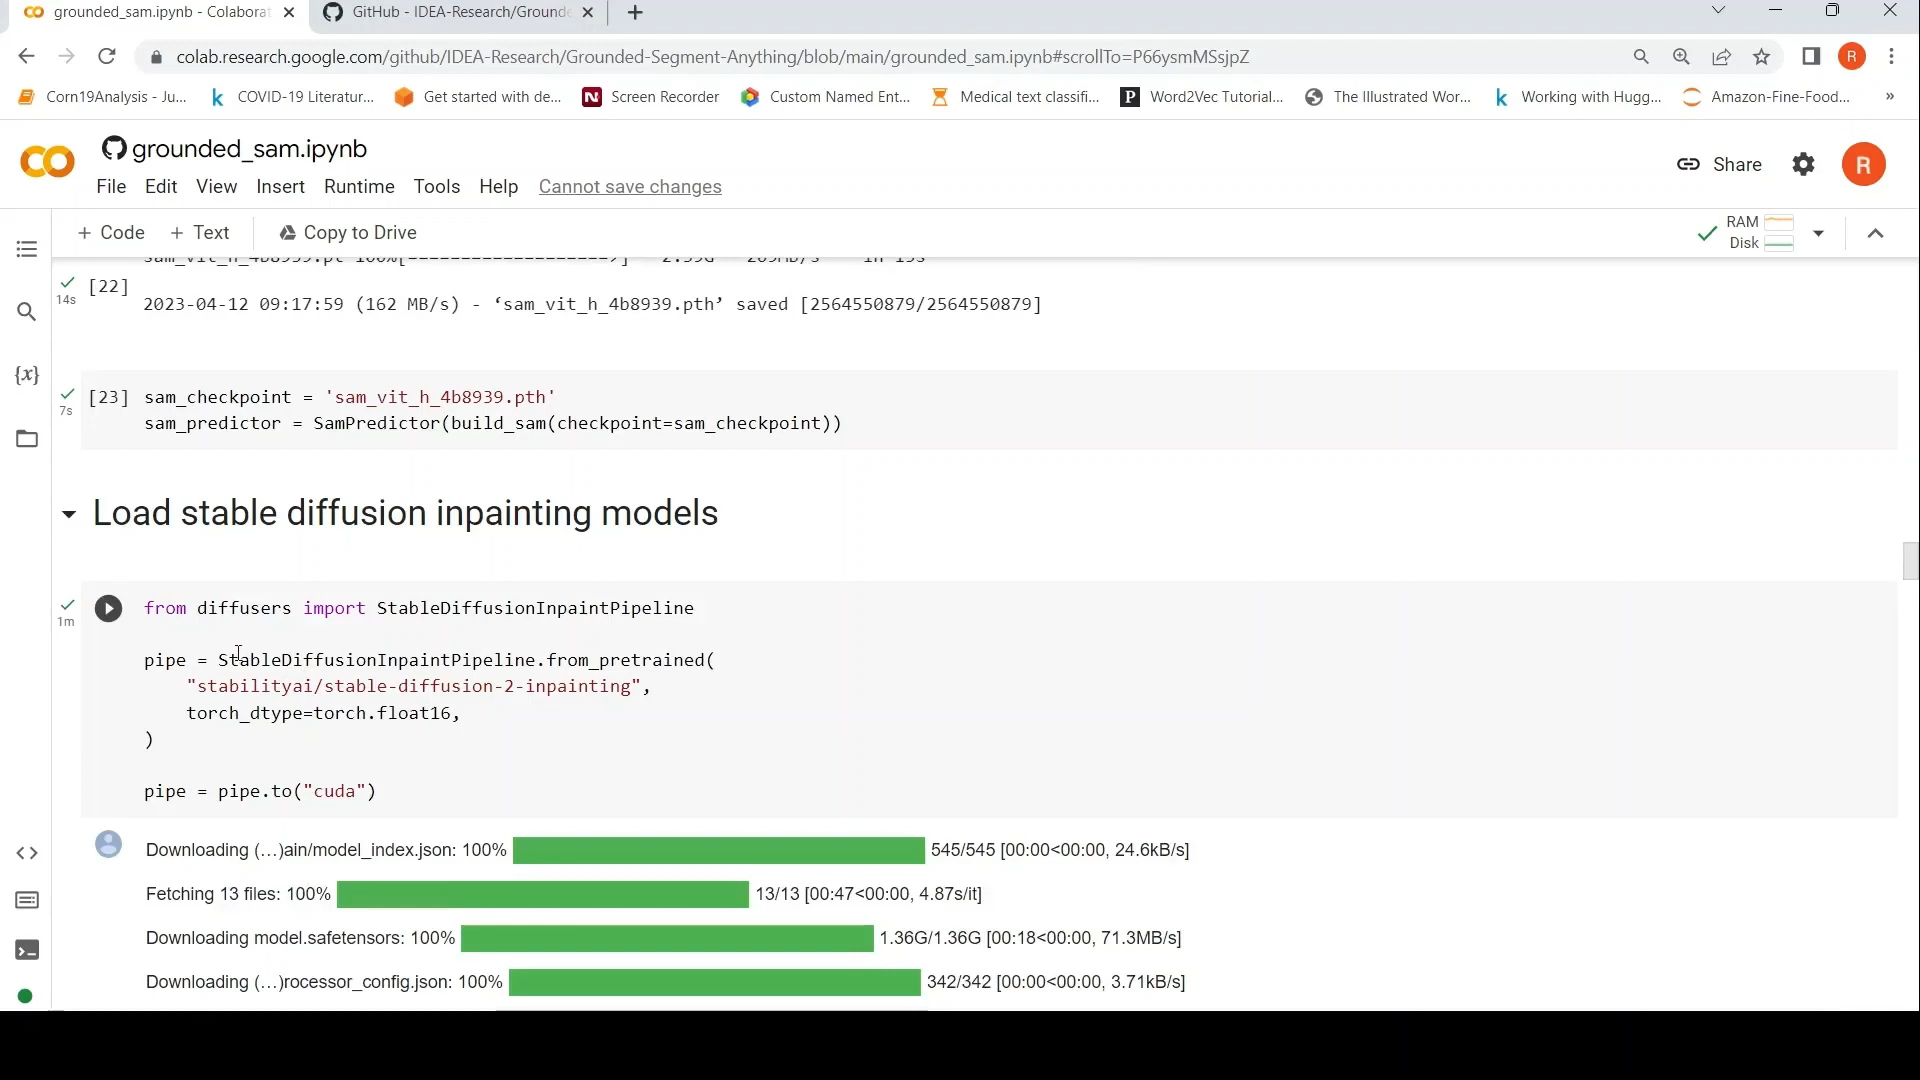 grounded_sam.ipynb - Colaborat
GitHub - IDEA-Research/Grounde
colab.research.google.com/github/IDEA-Research/Grounded-Segment-Anything/blob/main/grounded_sam.ipynb#scrollTo=P66ysmMSsjpZ
R
Corn19Analysis - Ju...
COVID-19 Literatur...
Get started with de...
Screen Recorder
Custom Named Ent...
Medical text classifi...
Word2Vec Tutorial...
The Illustrated Wor...
Working with Hugg...
Amazon-Fine-Food...
»
grounded_sam.ipynb
File Edit View Insert Runtime Tools Help Cannot save changes
Share
R
+ Code + Text Copy to Drive
RAM
Disk
[22]
14s
2023-04-12 09:17:59 (162 MB/s) - ‘sam_vit_h_4b8939.pth’ saved [2564550879/2564550879]
{x}
[23] sam_checkpoint = 'sam_vit_h_4b8939.pth'
7s
sam_predictor = SamPredictor(build_sam(checkpoint=sam_checkpoint))
Load stable diffusion inpainting models
1m
from diffusers import StableDiffusionInpaintPipeline
pipe = StableDiffusionInpaintPipeline.from_pretrained(
"stabilityai/stable-diffusion-2-inpainting",
torch_dtype=torch.float16,
)
pipe = pipe.to("cuda")
Downloading (…)ain/model_index.json: 100% 545/545 [00:00<00:00, 24.6kB/s]
Fetching 13 files: 100% 13/13 [00:47<00:00, 4.87s/it]
Downloading model.safetensors: 100% 1.36G/1.36G [00:18<00:00, 71.3MB/s]
Downloading (…)rocessor_config.json: 100% 342/342 [00:00<00:00, 3.71kB/s]